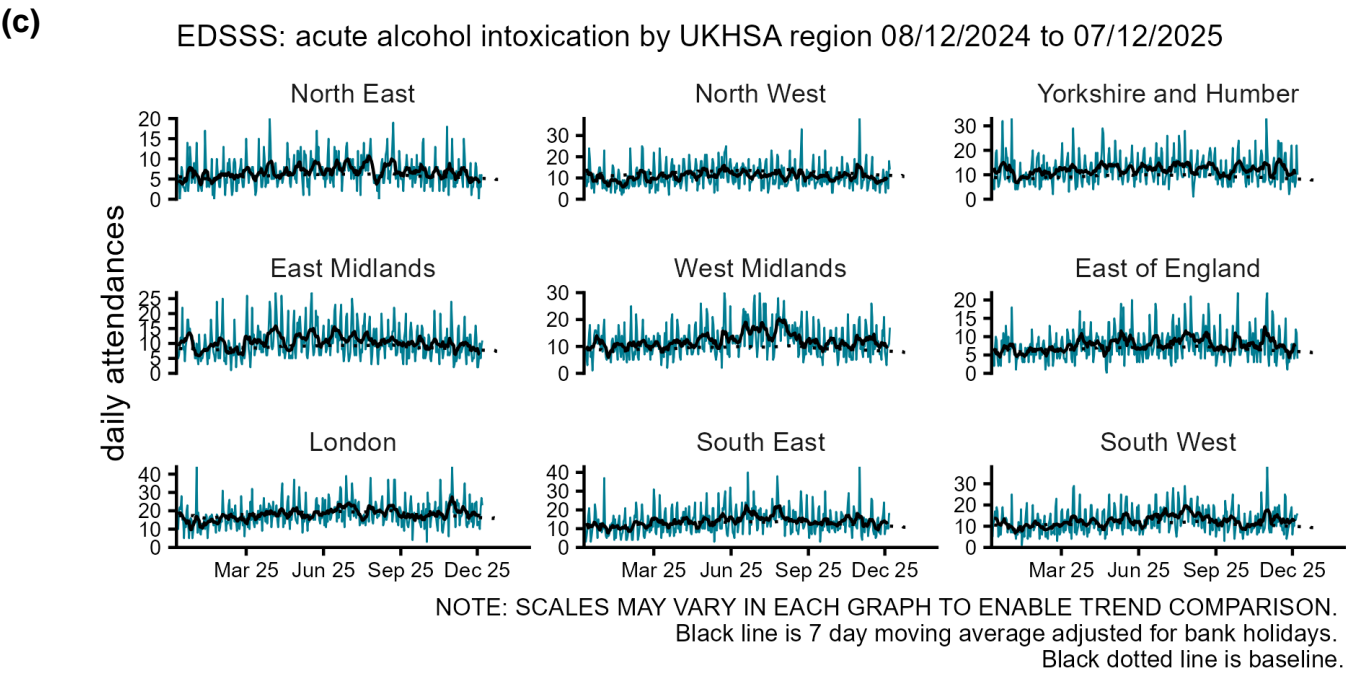 (c)
EDSSS: acute alcohol intoxication by UKHSA region 08/12/2024 to 07/12/2025
daily attendances
North East
20
15
10
5
0
North West
30
20
10
0
Yorkshire and Humber
30
20
10
0
East Midlands
25
20
15
10
5
0
West Midlands
30
20
10
0
East of England
20
15
10
5
0
London
40
30
20
10
0
South East
40
30
20
10
0
South West
30
20
10
0
Mar 25 Jun 25 Sep 25 Dec 25 Mar 25 Jun 25 Sep 25 Dec 25 Mar 25 Jun 25 Sep 25 Dec 25
NOTE: SCALES MAY VARY IN EACH GRAPH TO ENABLE TREND COMPARISON.
Black line is 7 day moving average adjusted for bank holidays.
Black dotted line is baseline.